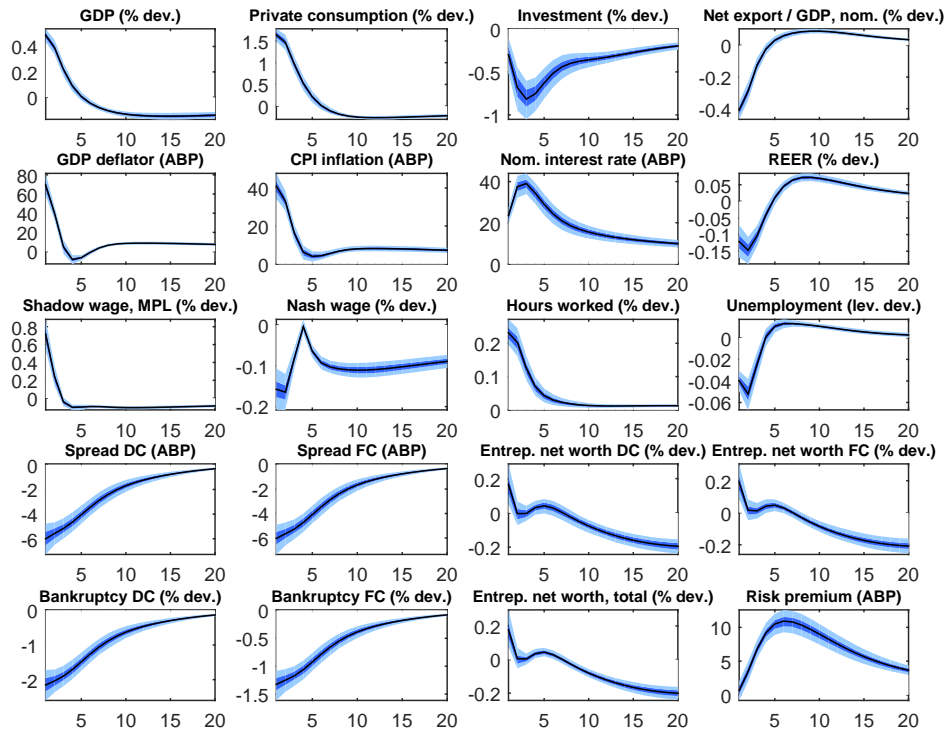 GDP (% dev.) Private consumption (% dev.) Investment (% dev.) Net export / GDP, nom. (% dev.)
0.4
0.2
0
5 10 15 20
1.5
1
0.5
0
5 10 15 20
0
-0.5
-1
5 10 15 20
0
-0.2
-0.4
5 10 15 20
GDP deflator (ABP) CPI inflation (ABP) Nom. interest rate (ABP) REER (% dev.)
80
60
40
20
0
5 10 15 20
40
20
0
5 10 15 20
40
20
0
5 10 15 20
0.05
0
-0.05
-0.1
-0.15
5 10 15 20
Shadow wage, MPL (% dev.) Nash wage (% dev.) Hours worked (% dev.) Unemployment (lev. dev.)
0.8
0.6
0.4
0.2
0
5 10 15 20
0
-0.1
-0.2
5 10 15 20
0.2
0.1
0
5 10 15 20
0
-0.02
-0.04
-0.06
5 10 15 20
Spread DC (ABP) Spread FC (ABP) Entrep. net worth DC (% dev.) Entrep. net worth FC (% dev.)
0
-2
-4
-6
5 10 15 20
0
-2
-4
-6
5 10 15 20
0.2
0
-0.2
5 10 15 20
0.2
0
-0.2
5 10 15 20
Bankruptcy DC (% dev.) Bankruptcy FC (% dev.) Entrep. net worth, total (% dev.) Risk premium (ABP)
0
-1
-2
5 10 15 20
0
-0.5
-1
-1.5
5 10 15 20
0.2
0
-0.2
5 10 15 20
10
5
0
5 10 15 20